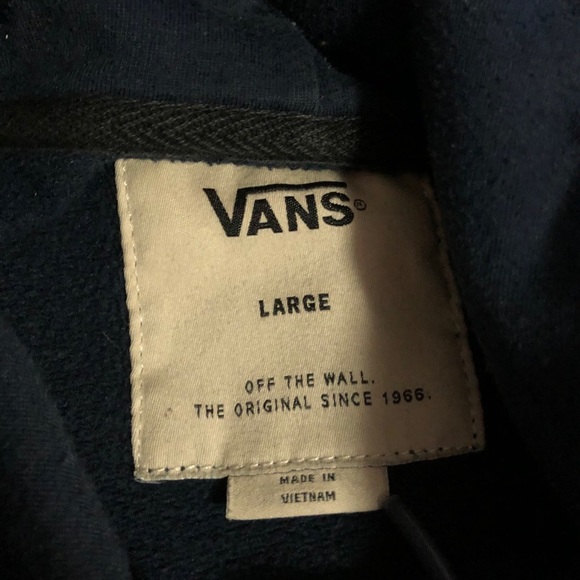 VANS®
LARGE
OFF THE WALL.
THE ORIGINAL SINCE 1966.
MADE IN
VIETNAM